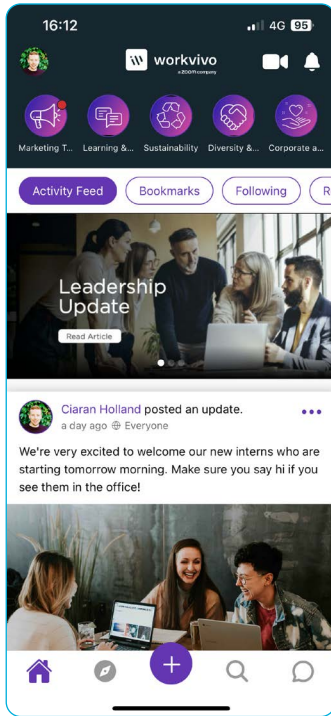 16:12
4G 95
workvivo
a zoom company
Marketing T... Learning &... Sustainability Diversity &... Corporate a...
Activity Feed Bookmarks Following R
Leadership
Update
Read Article
Ciaran Holland posted an update.
a day ago Everyone
We're very excited to welcome our new interns who are
starting tomorrow morning. Make sure you say hi if you
see them in the office!